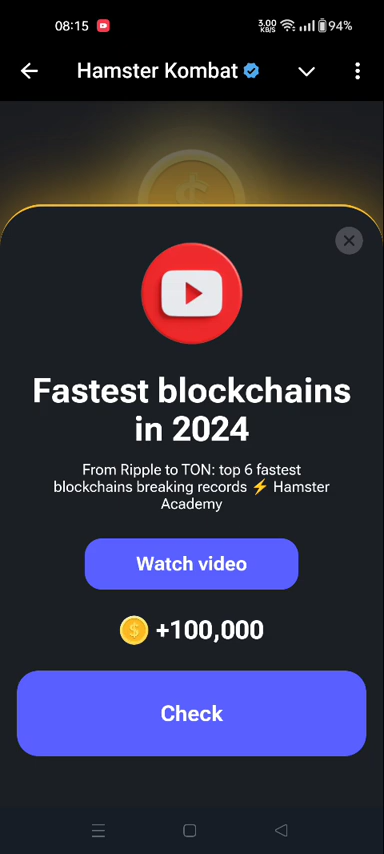 08:15
3.00
KB/S
94%
Hamster Kombat
Fastest blockchains
in 2024
From Ripple to TON: top 6 fastest
blockchains breaking records ⚡ Hamster
Academy
Watch video
+100,000
Check